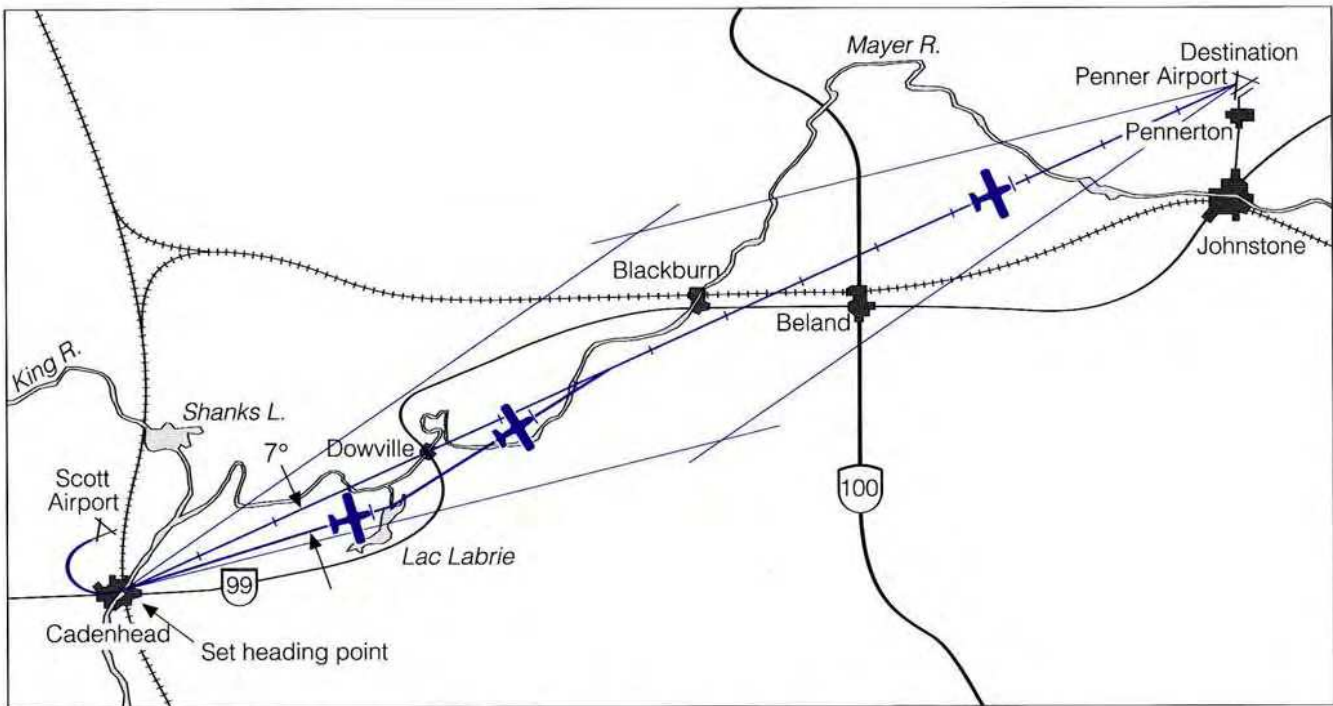 Mayer R.
Destination
Penner Airport
Pennerton
Johnstone
Blackburn
Beland
King R.
Shanks L.
7°
Dowville
Scott
Airport
100
Lac Labrie
99
Cadenhead
Set heading point